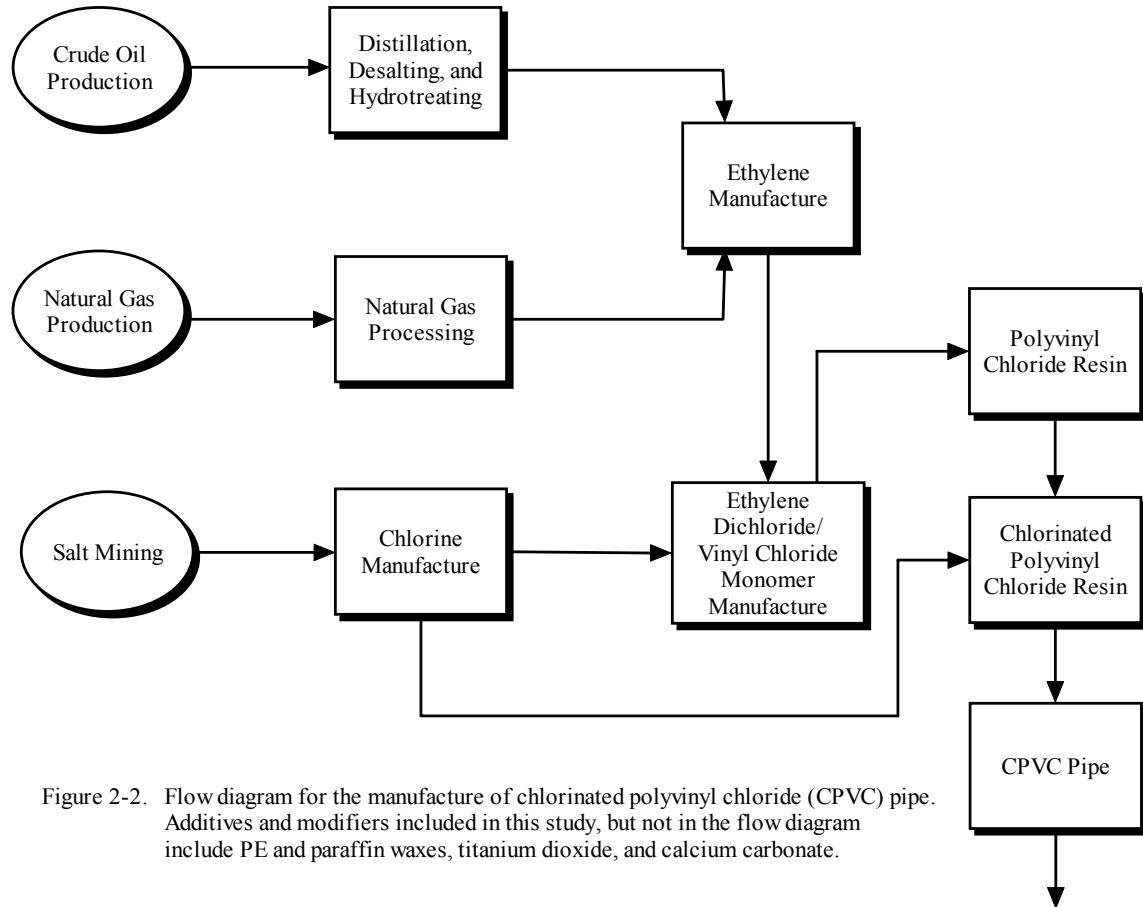 Crude Oil
Production
Distillation,
Desalting, and
Hydrotreating
Ethylene
Manufacture
Natural Gas
Production
Natural Gas
Processing
Polyvinyl
Chloride Resin
Salt Mining
Chlorine
Manufacture
Ethylene
Dichloride/
Vinyl Chloride
Monomer
Manufacture
Chlorinated
Polyvinyl
Chloride Resin
CPVC Pipe
Figure 2-2. Flow diagram for the manufacture of chlorinated polyvinyl chloride (CPVC) pipe.
Additives and modifiers included in this study, but not in the flow diagram
include PE and paraffin waxes, titanium dioxide, and calcium carbonate.